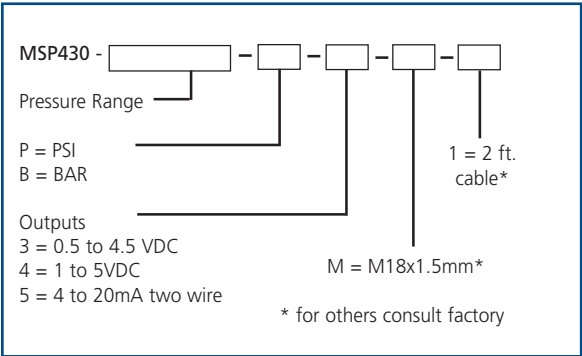 MSP430 - – – – –
Pressure Range
P = PSI
B = BAR
1 = 2 ft.
cable*
Outputs
3 = 0.5 to 4.5 VDC
4 = 1 to 5VDC
5 = 4 to 20mA two wire
M = M18x1.5mm*
* for others consult factory